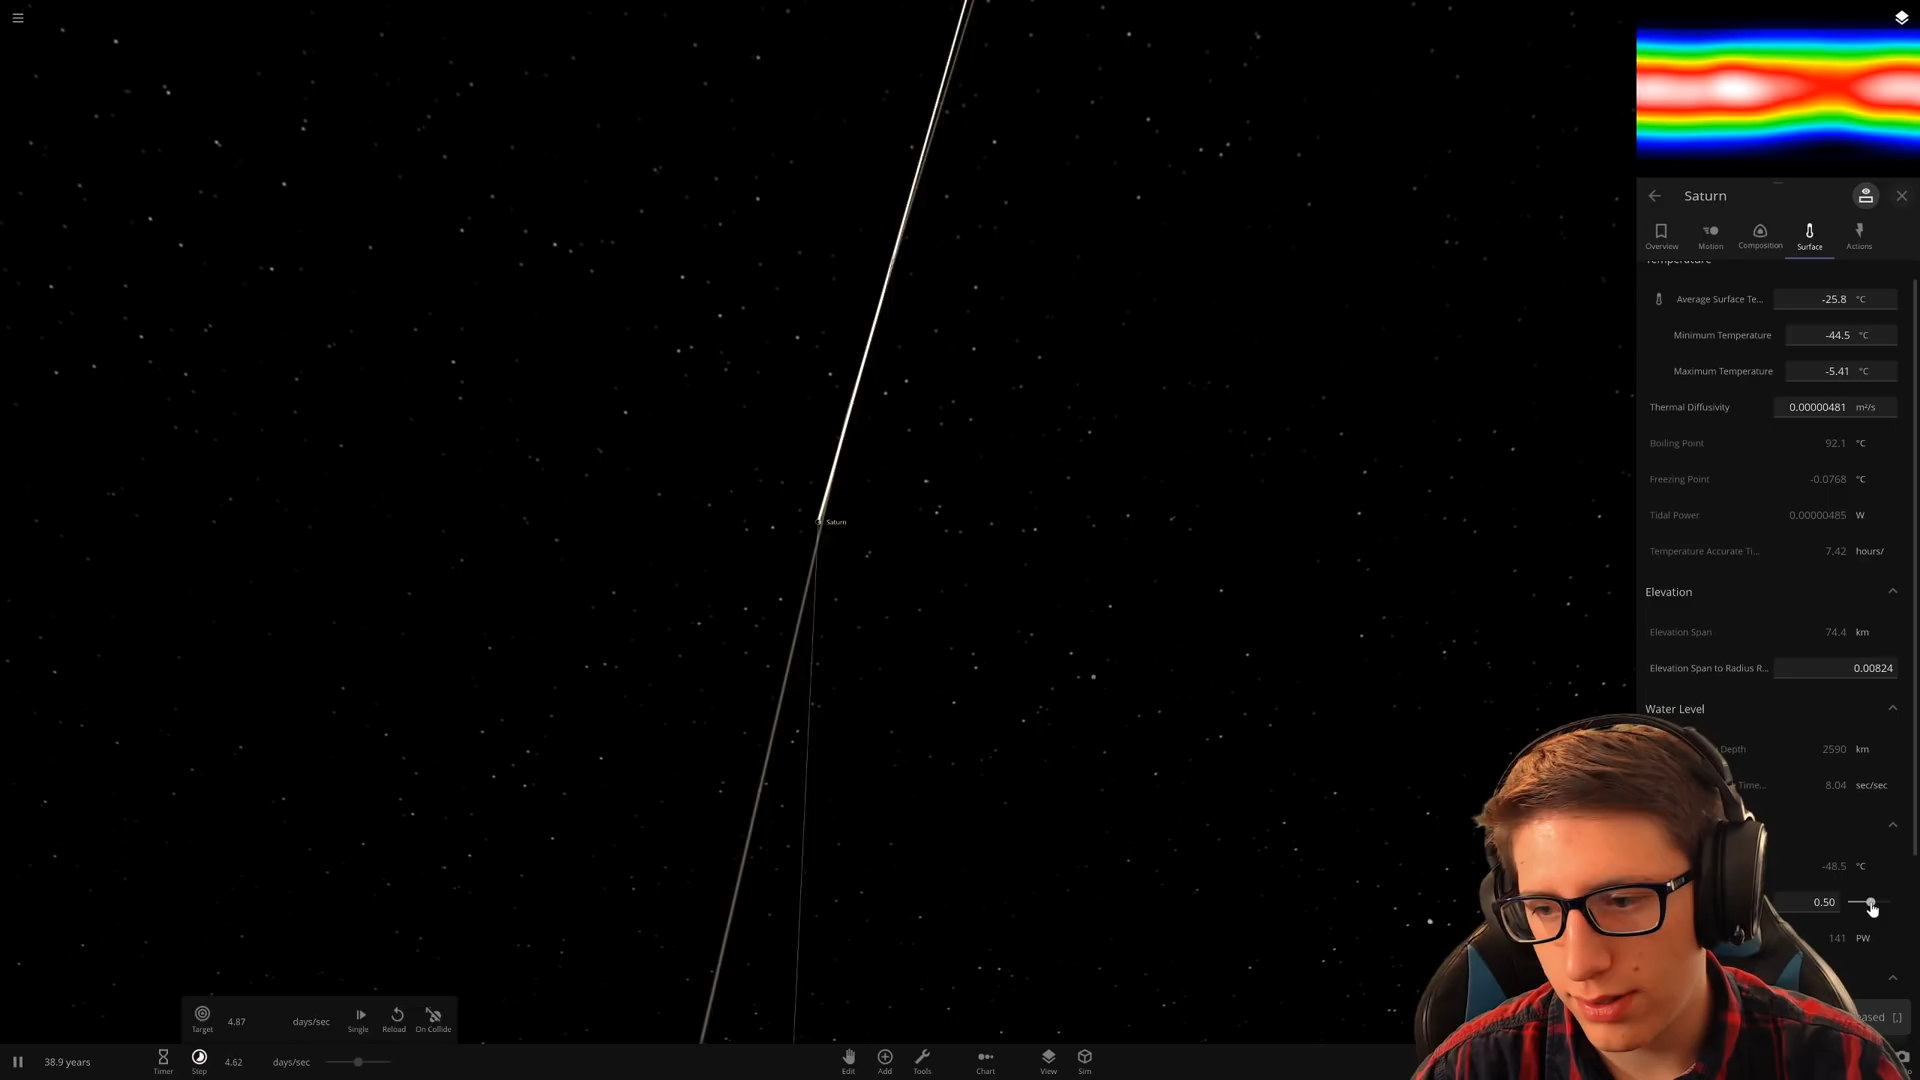 Saturn
Overview
Motion
Composition
Surface
Actions
Temperature
Average Surface Te... -25.8 °C
Minimum Temperature -44.5 °C
Maximum Temperature -5.41 °C
Thermal Diffusivity 0.00000481 m²/s
Boiling Point 92.1 °C
Freezing Point -0.0768 °C
Tidal Power 0.00000485 W
Temperature Accurate Ti... 7.42 hours/
Elevation
Elevation Span 74.4 km
Elevation Span to Radius R... 0.00824
Water Level
Depth 2590 km
Time... 8.04 sec/sec
-48.5 °C
0.50
141 PW
[,]
Saturn
Target
4.87 days/sec
Single
Reload
On Collide
38.9 years
Timer
Step
4.62 days/sec
Edit
Add
Tools
Chart
View
Sim